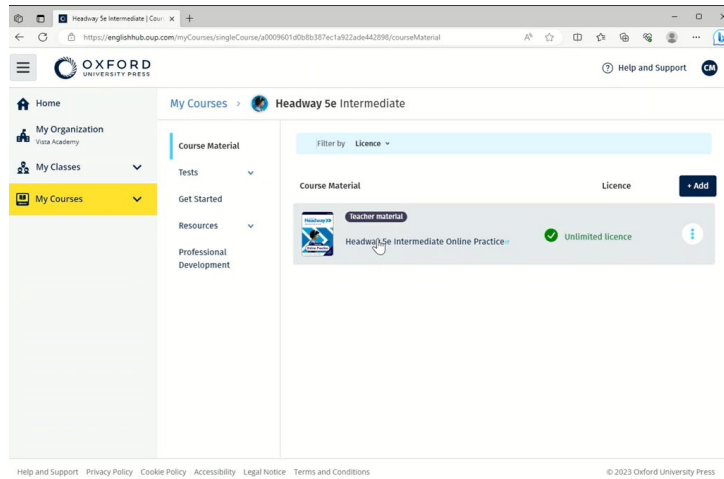 Headway 5e Intermediate | Cour
https://englishhub.oup.com/myCourses/singleCourse/a0009601d0b8b387ec1a922ade442890/courseMaterial
OXFORD
UNIVERSITY PRESS
Help and Support
CM
Home
My Organization
Vista Academy
My Classes
My Courses
My Courses > Headway 5e Intermediate
Course Material
Tests
Get Started
Resources
Professional
Development
Filter by Licence
Course Material
Licence
+ Add
Teacher material
Headway
Online Practice
Headway 5e Intermediate Online Practice
Unlimited licence
Help and Support Privacy Policy Cookie Policy Accessibility Legal Notice Terms and Conditions
© 2023 Oxford University Press